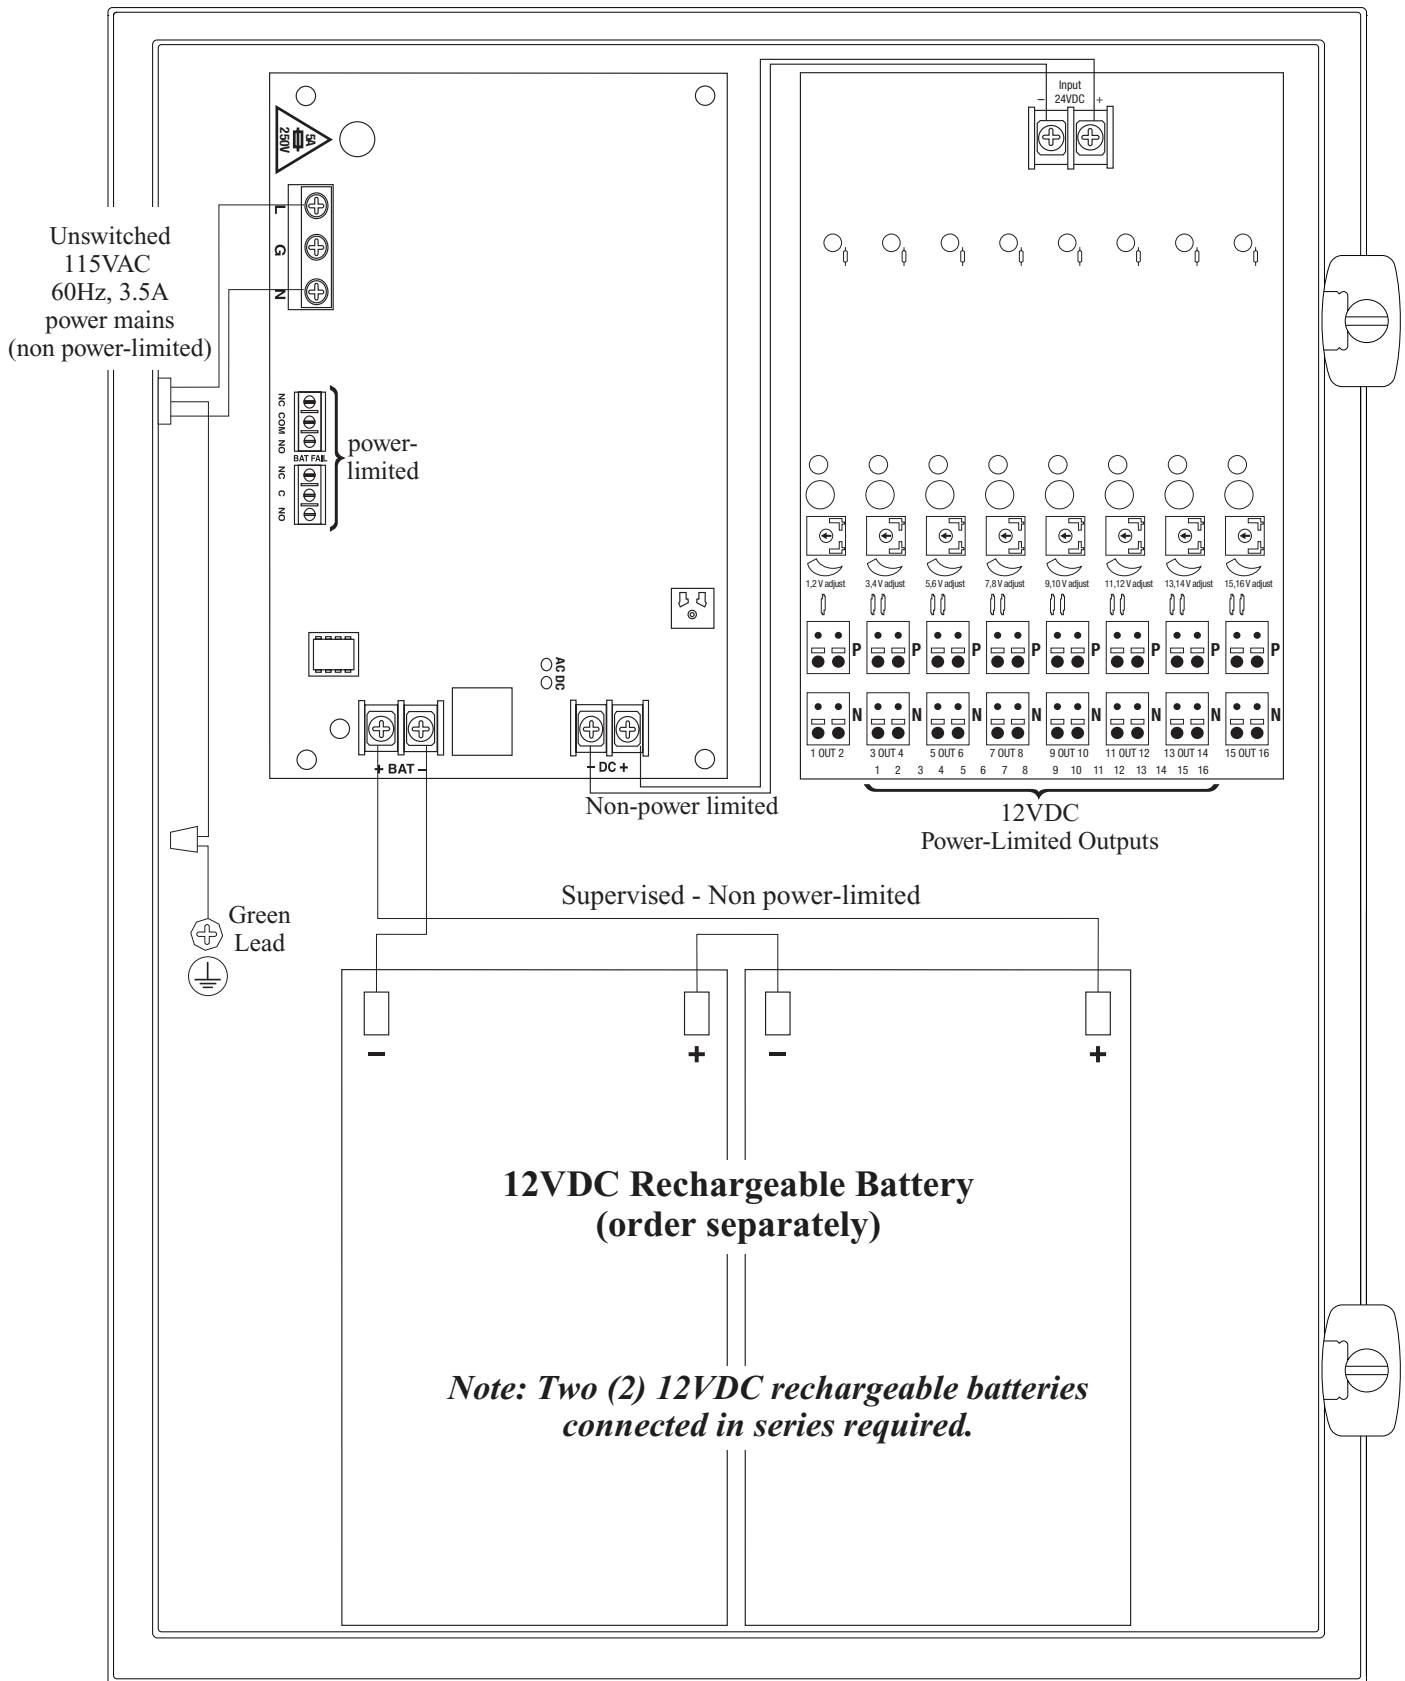 Input
– 24VDC +
5A
250V
L
G
N
Unswitched
115VAC
60Hz, 3.5A
power mains
(non power-limited)
NC COM NO
BAT FAIL
NC C NO
power-
limited
1,2 V adjust 3,4 V adjust 5,6 V adjust 7,8 V adjust 9,10 V adjust 11,12 V adjust 13,14 V adjust 15,16 V adjust
P P P P P P P P
N N N N N N N N
1 OUT 2 3 OUT 4 5 OUT 6 7 OUT 8 9 OUT 10 11 OUT 12 13 OUT 14 15 OUT 16
1 2 3 4 5 6 7 8 9 10 11 12 13 14 15 16
AC DC
+ BAT –
– DC +
Non-power limited
12VDC
Power-Limited Outputs
Supervised - Non power-limited
Green
Lead
– + – +
12VDC Rechargeable Battery
(order separately)
Note: Two (2) 12VDC rechargeable batteries
connected in series required.